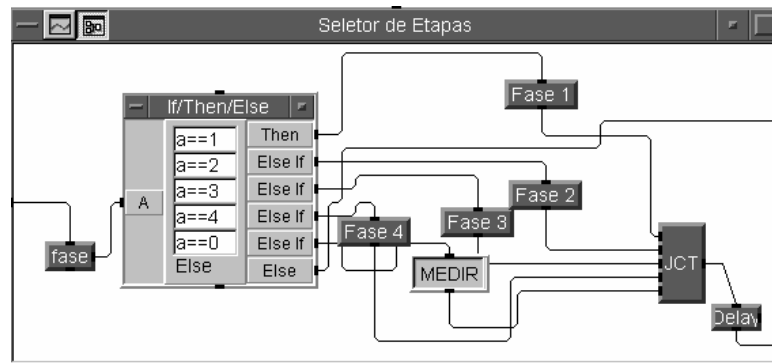 Seletor de Etapas
If/Then/Else
Fase 1
a==1
Then
a==2
Else If
a==3
Else If
Fase 2
A
a==4
Else If
Fase 3
Fase 4
a==0
Else If
fase
Else
Else
MEDIR
JCT
Delay